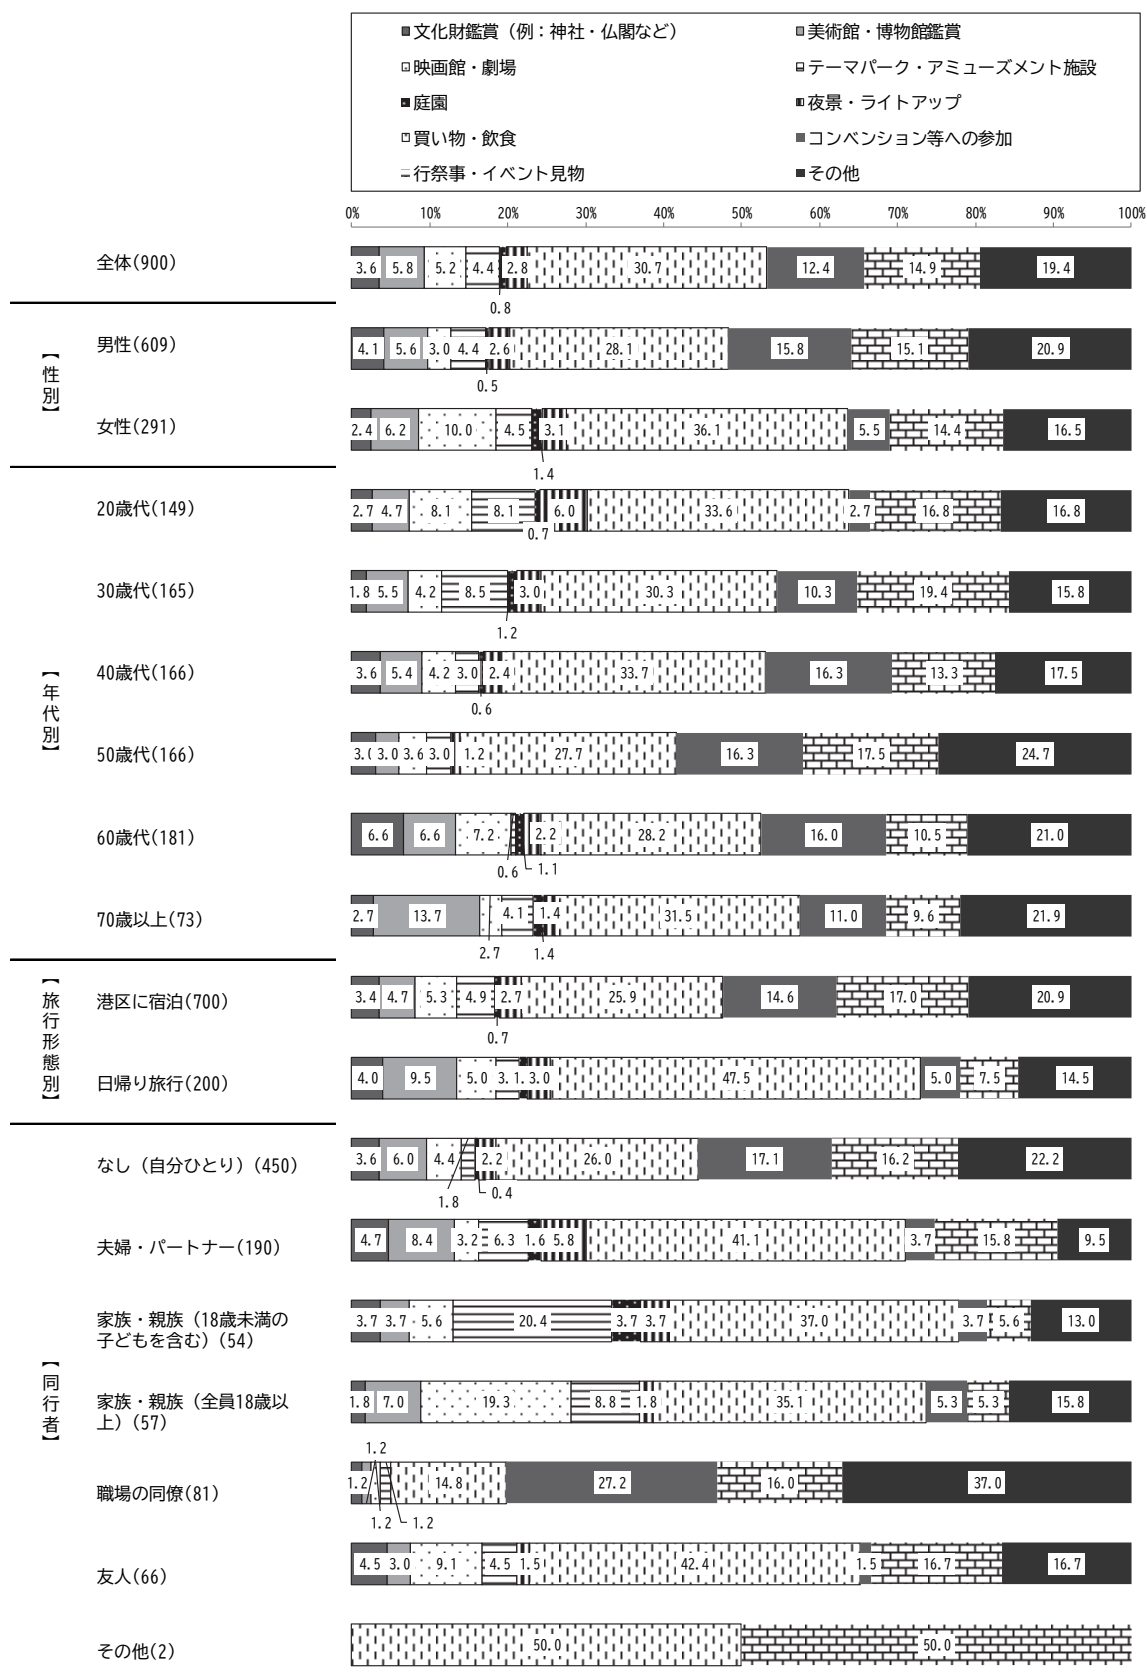 文化財鑑賞（例：神社・仏閣など）
美術館・博物館鑑賞
映画館・劇場
テーマパーク・アミューズメント施設
庭園
夜景・ライトアップ
買い物・飲食
コンベンション等への参加
行祭事・イベント見物
その他
0% 10% 20% 30% 40% 50% 60% 70% 80% 90% 100%
全体(900)
3.6 5.8 5.2 4.4 2.8 30.7 12.4 14.9 19.4
0.8
【性別】
男性(609)
4.1 5.6 3.0 4.4 2.6 28.1 15.8 15.1 20.9
0.5
女性(291)
2.4 6.2 10.0 4.5 3.1 36.1 5.5 14.4 16.5
1.4
【年代別】
20歳代(149)
2.7 4.7 8.1 8.1 6.0 33.6 2.7 16.8 16.8
0.7
30歳代(165)
1.8 5.5 4.2 8.5 3.0 30.3 10.3 19.4 15.8
1.2
40歳代(166)
3.6 5.4 4.2 3.0 2.4 33.7 16.3 13.3 17.5
0.6
50歳代(166)
3.0 3.0 3.6 3.0 1.2 27.7 16.3 17.5 24.7
60歳代(181)
6.6 6.6 7.2 2.2 28.2 16.0 10.5 21.0
0.6 1.1
70歳以上(73)
2.7 13.7 4.1 1.4 31.5 11.0 9.6 21.9
2.7 1.4
【旅行形態別】
港区に宿泊(700)
3.4 4.7 5.3 4.9 2.7 25.9 14.6 17.0 20.9
0.7
日帰り旅行(200)
4.0 9.5 5.0 3. 1. 3.0 47.5 5.0 7.5 14.5
【同行者】
なし（自分ひとり）(450)
3.6 6.0 4.4 2.2 26.0 17.1 16.2 22.2
1.8 0.4
夫婦・パートナー(190)
4.7 8.4 3.2 6.3 1.6 5.8 41.1 3.7 15.8 9.5
家族・親族（18歳未満の
子どもを含む）(54)
3.7 3.7 5.6 20.4 3.7 3.7 37.0 3.7 5.6 13.0
家族・親族（全員18歳以
上）(57)
1.8 7.0 19.3 8.8 1.8 35.1 5.3 5.3 15.8
職場の同僚(81)
1.2
1.2 14.8 27.2 16.0 37.0
1.2 1.2
友人(66)
4.5 3.0 9.1 4.5 1.5 42.4 1.5 16.7 16.7
その他(2)
50.0 50.0